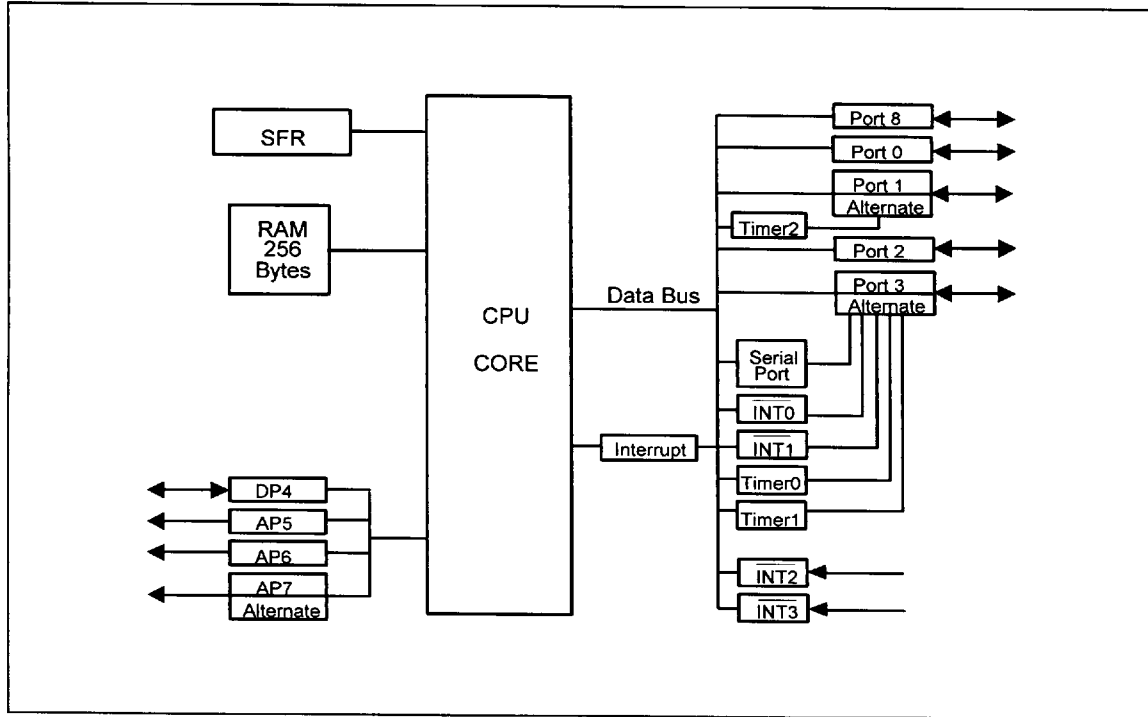 SFR
RAM
256
Bytes
CPU
CORE
DP4
AP5
AP6
AP7
Alternate
Data Bus
Interrupt
Port 8
Port 0
Port 1
Alternate
Timer2
Port 2
Port 3
Alternate
Serial
Port
INT0
INT1
Timer0
Timer1
INT2
INT3